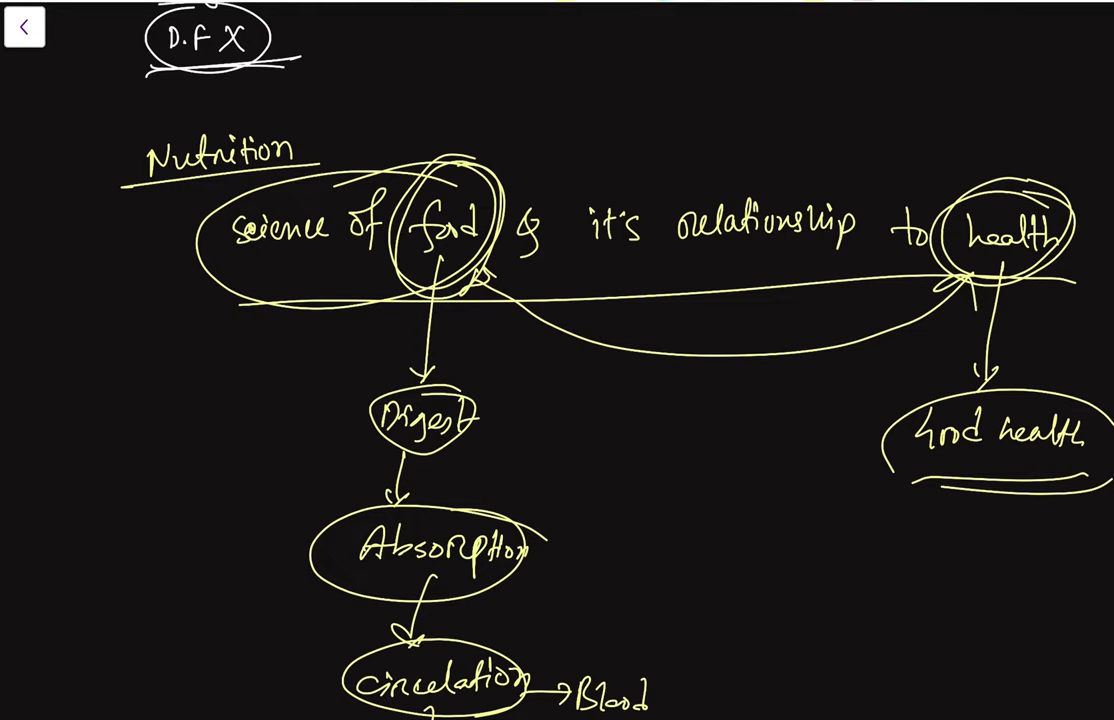 D.F X
Nutrition
science of food & it's relationship to health
Digest
Good health
Absorption
circulation → Blood